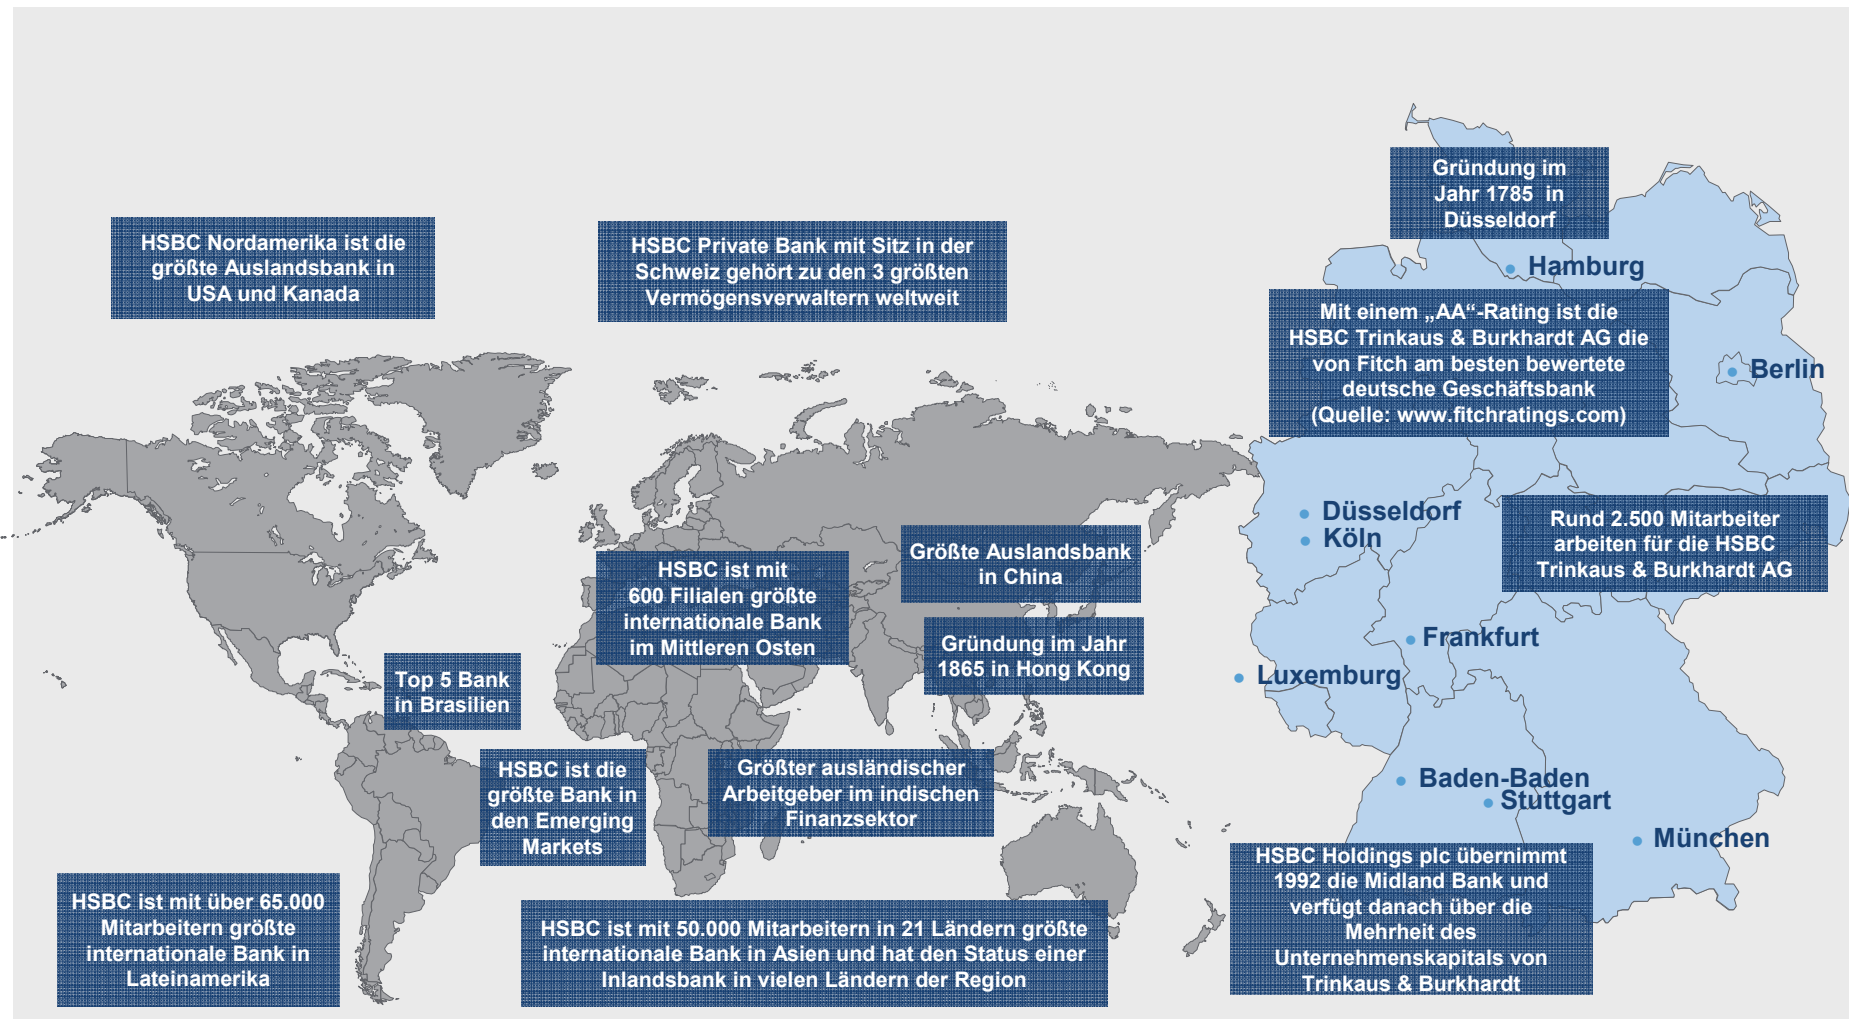 Gründung im
Jahr 1785 in
Düsseldorf
HSBC Nordamerika ist die
größte Auslandsbank in
USA und Kanada
HSBC Private Bank mit Sitz in der
Schweiz gehört zu den 3 größten
Vermögensverwaltern weltweit
Hamburg
Mit einem „AA“-Rating ist die
HSBC Trinkaus & Burkhardt AG die
von Fitch am besten bewertete
deutsche Geschäftsbank
(Quelle: www.fitchratings.com)
Berlin
Düsseldorf
Köln
Rund 2.500 Mitarbeiter
arbeiten für die HSBC
Trinkaus & Burkhardt AG
Größte Auslandsbank
in China
HSBC ist mit
600 Filialen größte
internationale Bank
im Mittleren Osten
Gründung im Jahr
1865 in Hong Kong
Frankfurt
Luxemburg
Top 5 Bank
in Brasilien
HSBC ist die
größte Bank in
den Emerging
Markets
Größter ausländischer
Arbeitgeber im indischen
Finanzsektor
Baden-Baden
Stuttgart
München
HSBC Holdings plc übernimmt
1992 die Midland Bank und
verfügt danach über die
Mehrheit des
Unternehmenskapitals von
Trinkaus & Burkhardt
HSBC ist mit über 65.000
Mitarbeitern größte
internationale Bank in
Lateinamerika
HSBC ist mit 50.000 Mitarbeitern in 21 Ländern größte
internationale Bank in Asien und hat den Status einer
Inlandsbank in vielen Ländern der Region